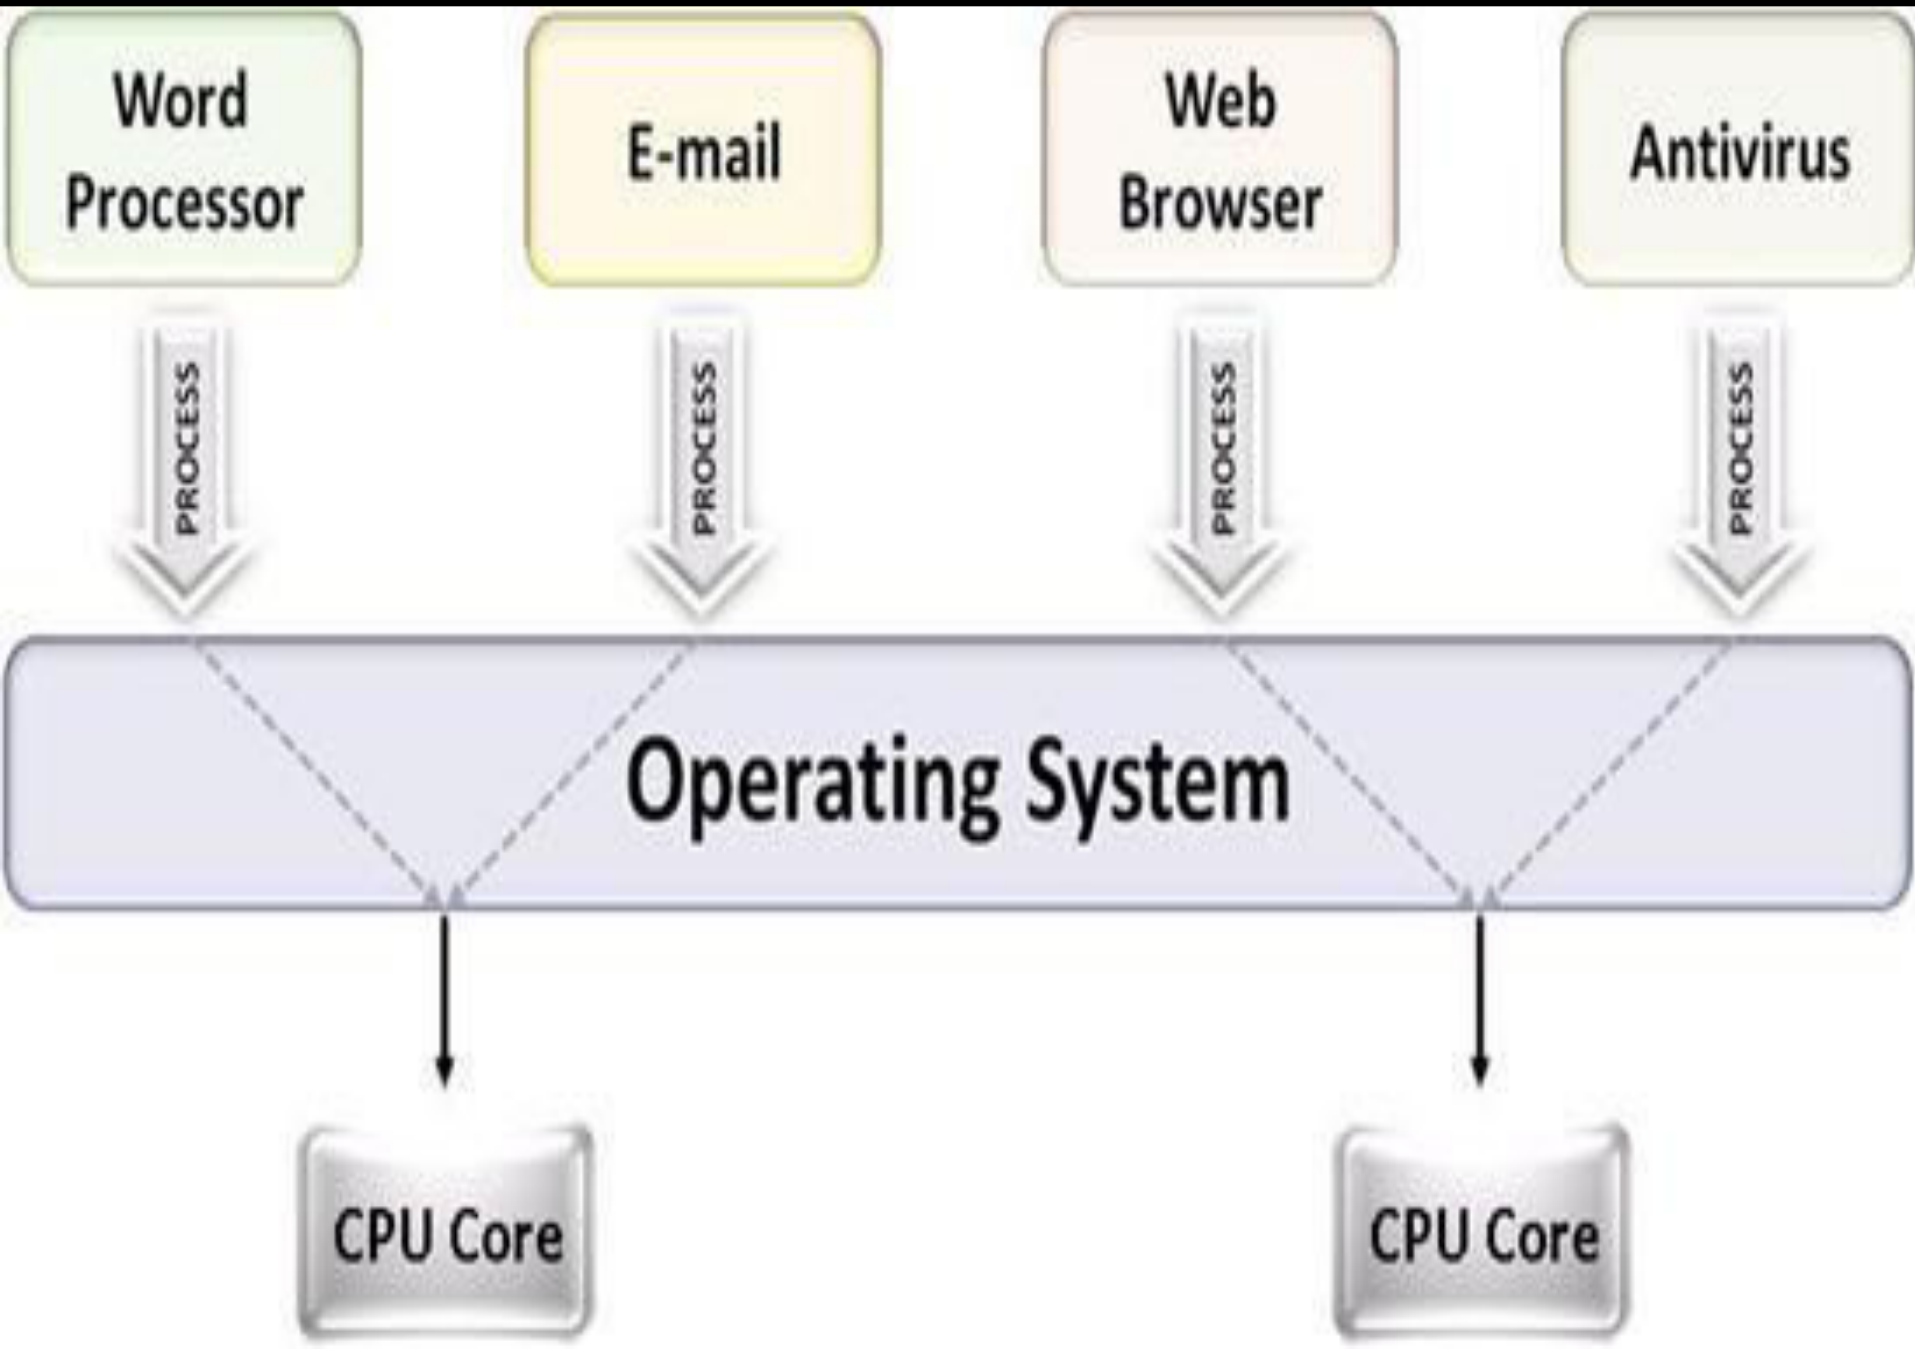 Word
Processor
E-mail
Web
Browser
Antivirus
PROCESS
PROCESS
PROCESS
PROCESS
Operating System
CPU Core
CPU Core